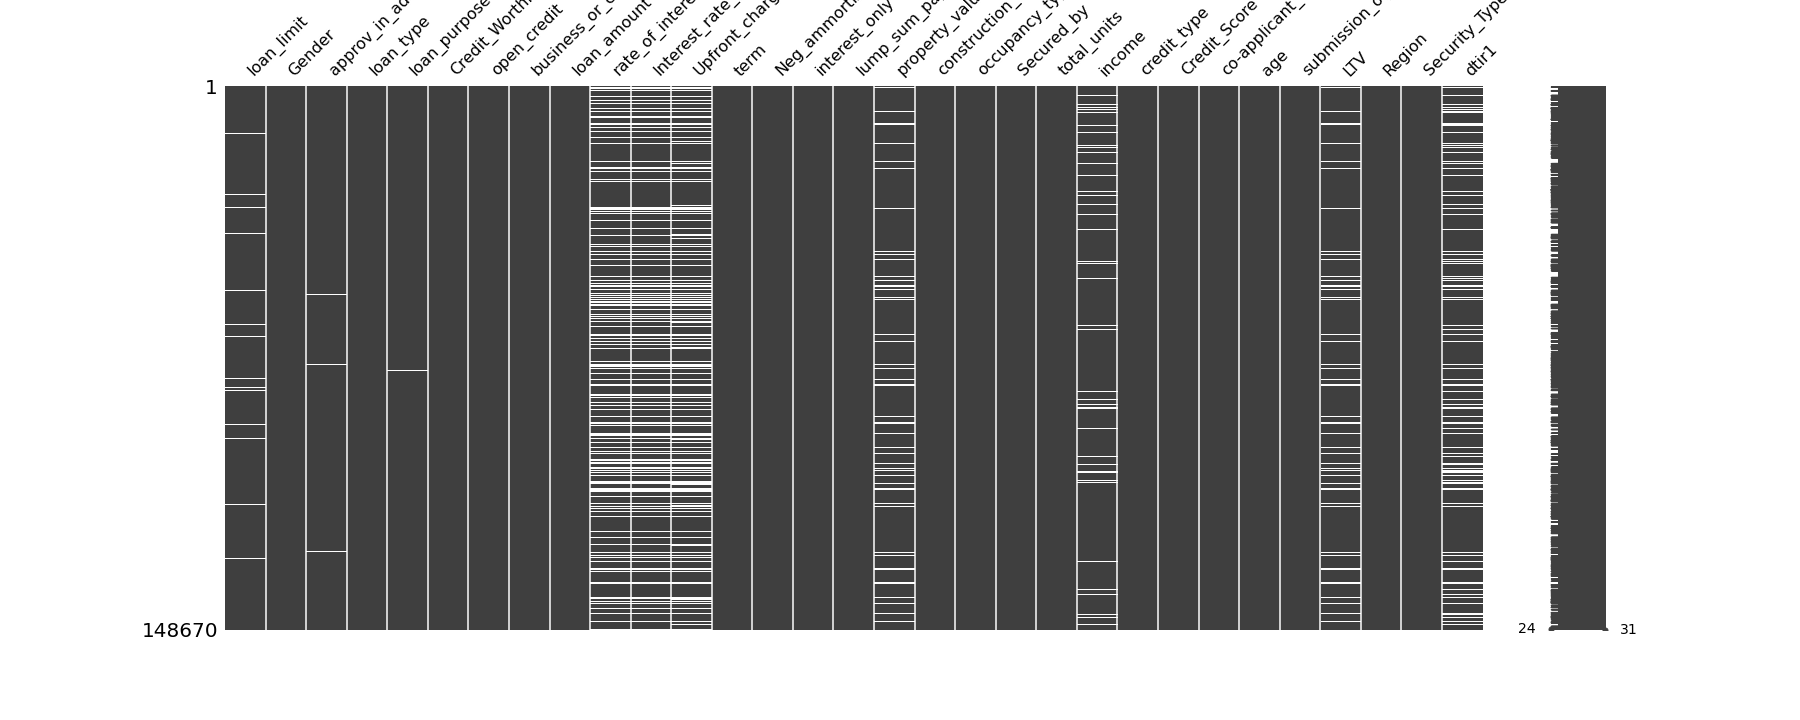 loan_limit
Gender
approv_in_ad
loan_type
loan_purpose
Credit_Worth
open_credit
business_or_c
loan_amount
rate_of_intere
Interest_rate_
Upfront_charg
term
Neg_ammorti
interest_only
lump_sum_pa
property_valu
construction_
occupancy_ty
Secured_by
total_units
income
credit_type
Credit_Score
co-applicant_
age
submission_o
LTV
Region
Security_Type
dtir1
1
148670
24
31